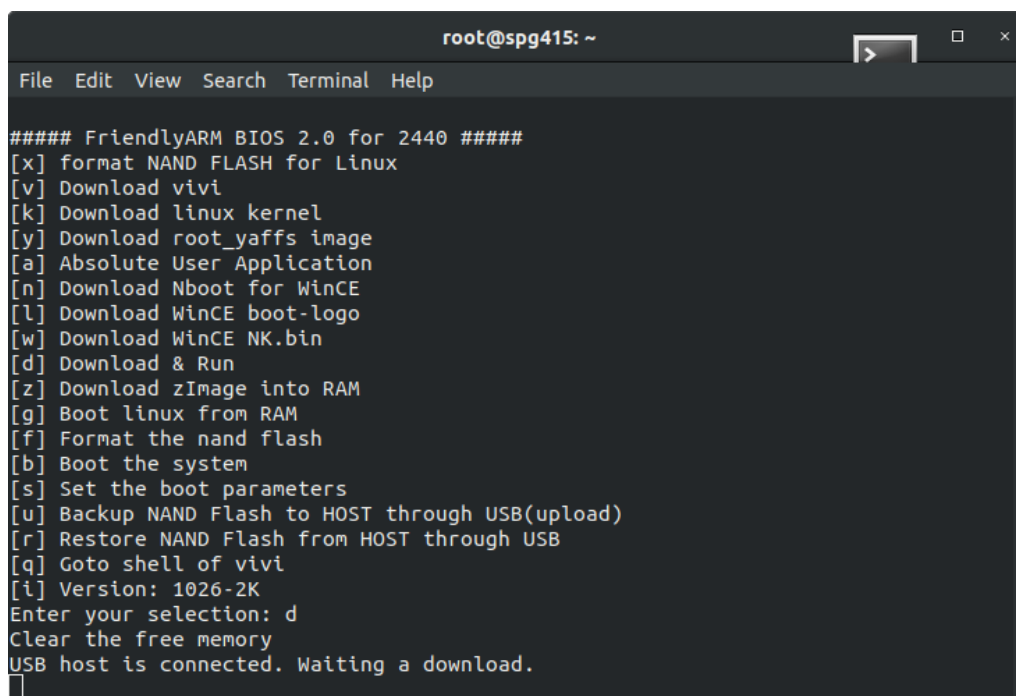 root@spg415: ~
File Edit View Search Terminal Help
##### FriendlyARM BIOS 2.0 for 2440 #####
[x] format NAND FLASH for Linux
[v] Download vivi
[k] Download linux kernel
[y] Download root_yaffs image
[a] Absolute User Application
[n] Download Nboot for WinCE
[l] Download WinCE boot-logo
[w] Download WinCE NK.bin
[d] Download & Run
[z] Download zImage into RAM
[g] Boot linux from RAM
[f] Format the nand flash
[b] Boot the system
[s] Set the boot parameters
[u] Backup NAND Flash to HOST through USB(upload)
[r] Restore NAND Flash from HOST through USB
[q] Goto shell of vivi
[i] Version: 1026-2K
Enter your selection: d
Clear the free memory
USB host is connected. Waiting a download.